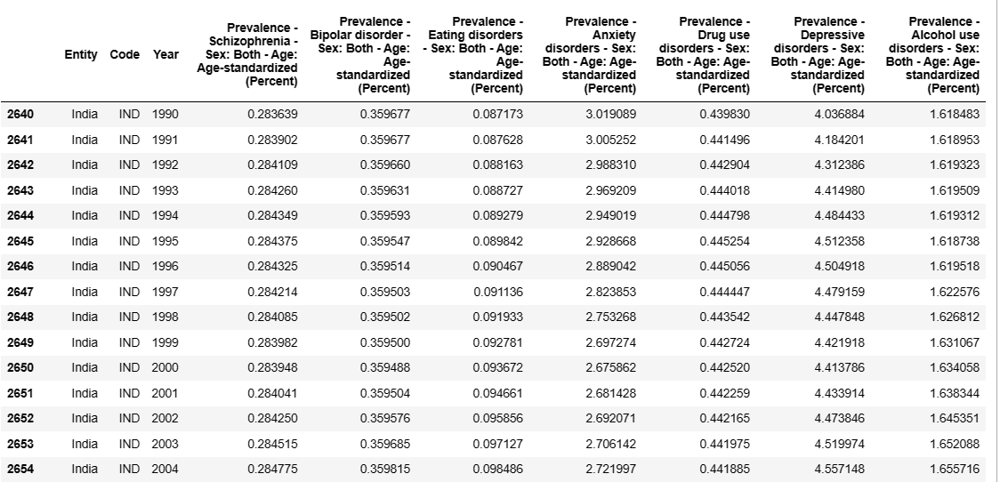 Entity Code Year Prevalence - Schizophrenia - Sex: Both - Age: Age-standardized (Percent) Prevalence - Bipolar disorder - Sex: Both - Age: Age-standardized (Percent) Prevalence - Eating disorders - Sex: Both - Age: Age-standardized (Percent) Prevalence - Anxiety disorders - Sex: Both - Age: Age-standardized (Percent) Prevalence - Drug use disorders - Sex: Both - Age: Age-standardized (Percent) Prevalence - Depressive disorders - Sex: Both - Age: Age-standardized (Percent) Prevalence - Alcohol use disorders - Sex: Both - Age: Age-standardized (Percent)
2640 India IND 1990 0.283639 0.359677 0.087173 3.019089 0.439830 4.036884 1.618483
2641 India IND 1991 0.283902 0.359677 0.087628 3.005252 0.441496 4.184201 1.618953
2642 India IND 1992 0.284109 0.359660 0.088163 2.988310 0.442904 4.312386 1.619323
2643 India IND 1993 0.284260 0.359631 0.088727 2.969209 0.444018 4.414980 1.619509
2644 India IND 1994 0.284349 0.359593 0.089279 2.949019 0.444798 4.484433 1.619312
2645 India IND 1995 0.284375 0.359547 0.089842 2.928668 0.445254 4.512358 1.618738
2646 India IND 1996 0.284325 0.359514 0.090467 2.889042 0.445056 4.504918 1.619518
2647 India IND 1997 0.284214 0.359503 0.091136 2.823853 0.444447 4.479159 1.622576
2648 India IND 1998 0.284085 0.359502 0.091933 2.753268 0.443542 4.447848 1.626812
2649 India IND 1999 0.283982 0.359500 0.092781 2.697274 0.442724 4.421918 1.631067
2650 India IND 2000 0.283948 0.359488 0.093672 2.675862 0.442520 4.413786 1.634058
2651 India IND 2001 0.284041 0.359504 0.094661 2.681428 0.442259 4.433914 1.638344
2652 India IND 2002 0.284250 0.359576 0.095856 2.692071 0.442165 4.473846 1.645351
2653 India IND 2003 0.284515 0.359685 0.097127 2.706142 0.441975 4.519974 1.652088
2654 India IND 2004 0.284775 0.359815 0.098486 2.721997 0.441885 4.557148 1.655716